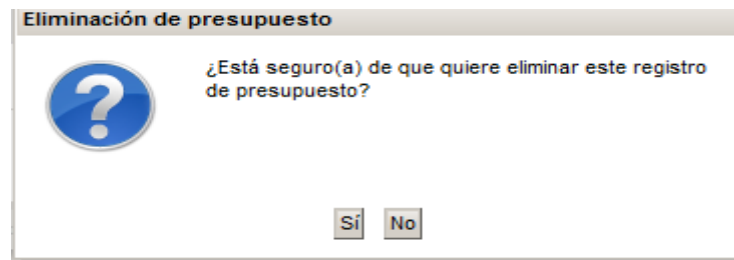 Eliminación de presupuesto
¿Está seguro(a) de que quiere eliminar este registro
de presupuesto?
Sí No